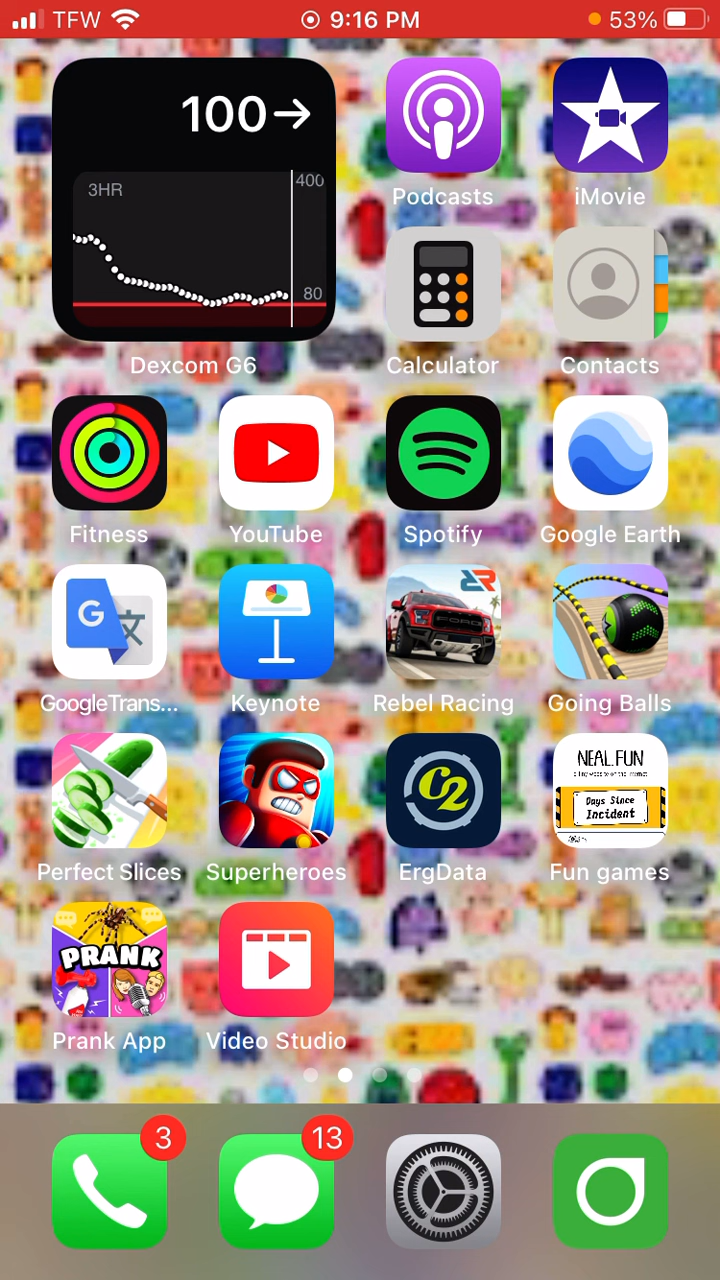 TFW 9:16 PM 53%
100→
3HR
400
80
Dexcom G6
Podcasts
iMovie
Calculator
Contacts
Fitness
YouTube
Spotify
Google Earth
G 文
FORD
RR
GoogleTrans...
Keynote
Rebel Racing
Going Balls
C2
NEAL.FUN
Days Since
Incident
Perfect Slices
Superheroes
ErgData
Fun games
PRANK
Prank App
Video Studio
3
13